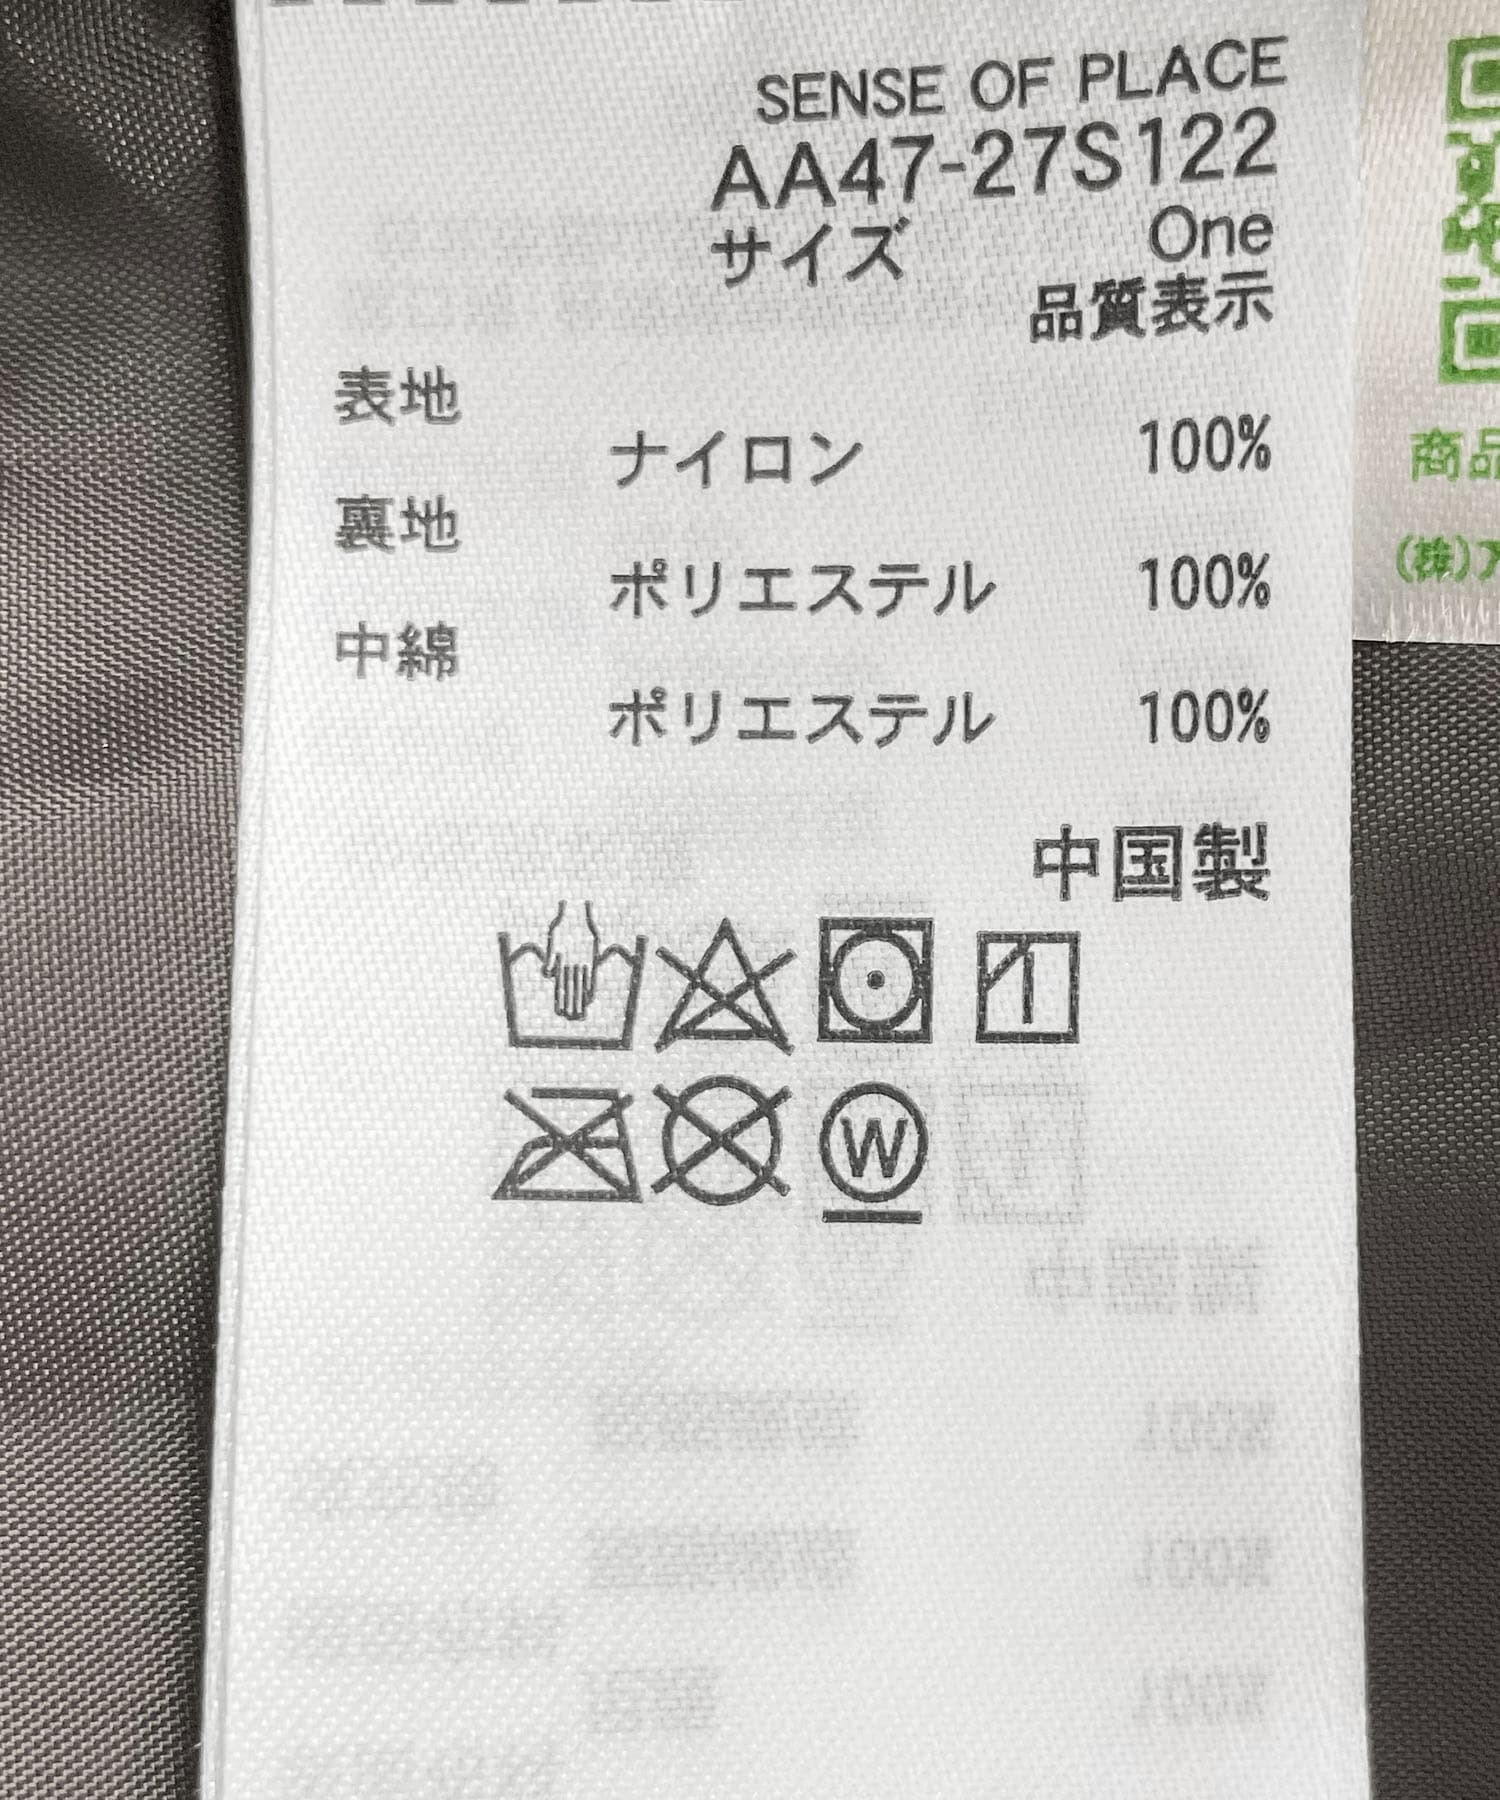 SENSE OF PLACE
AA47-27S122
サイズ One
品質表示
表地
ナイロン 100%
裏地
ポリエステル 100%
中綿
ポリエステル 100%
中国製
W
商品
(株)ア